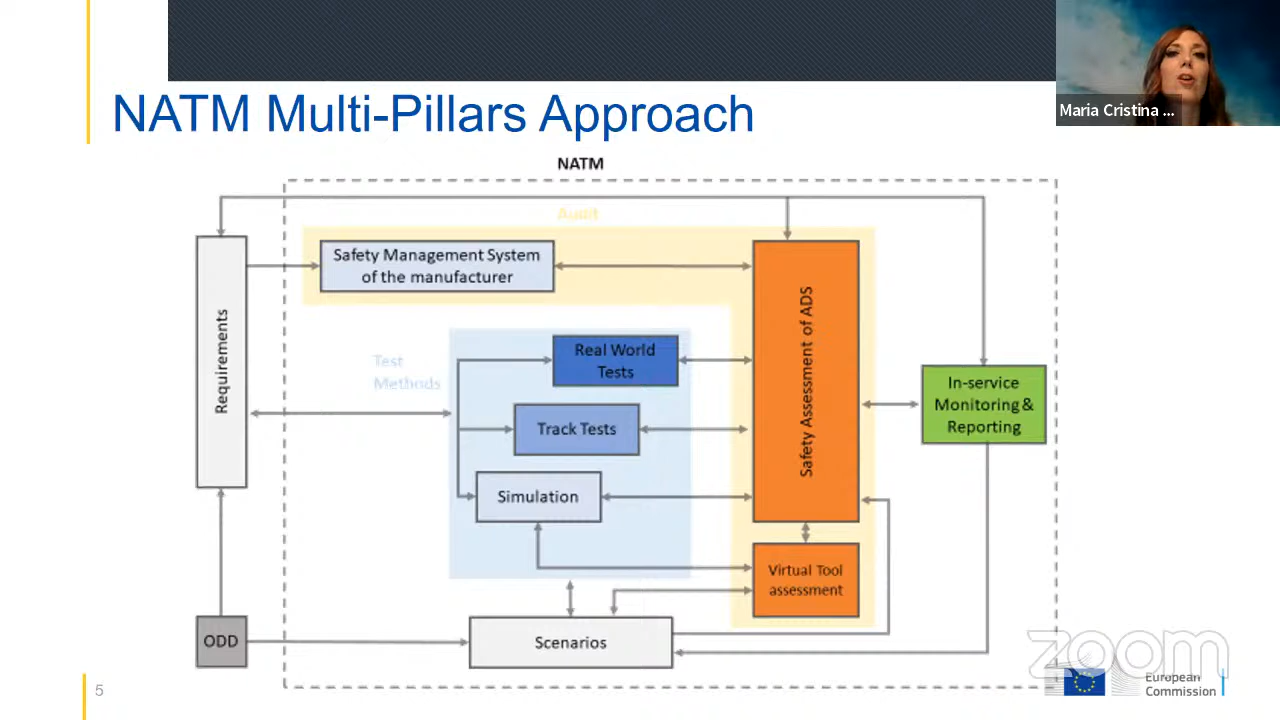 Maria Cristina ...
NATM Multi-Pillars Approach
NATM
Audit
Safety Management System
of the manufacturer
Requirements
Safety Assessment of ADS
Test
Methods
Real World
Tests
Track Tests
Simulation
In-service
Monitoring &
Reporting
Virtual Tool
assessment
ODD
Scenarios
zoom
European
Commission
5